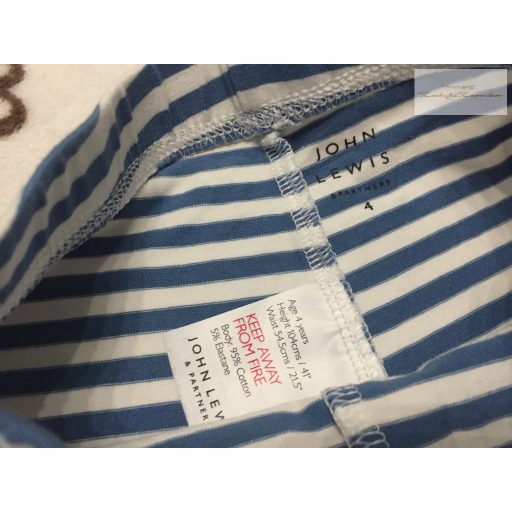 JOHN
LEWIS
& PARTNERS
4
Age 4 years
Height 104cms / 41"
Waist 54.5cms / 21.5"
KEEP AWAY
FROM FIRE
Body: 95% Cotton
5% Elastane
JOHN LEWIS
& PARTNER